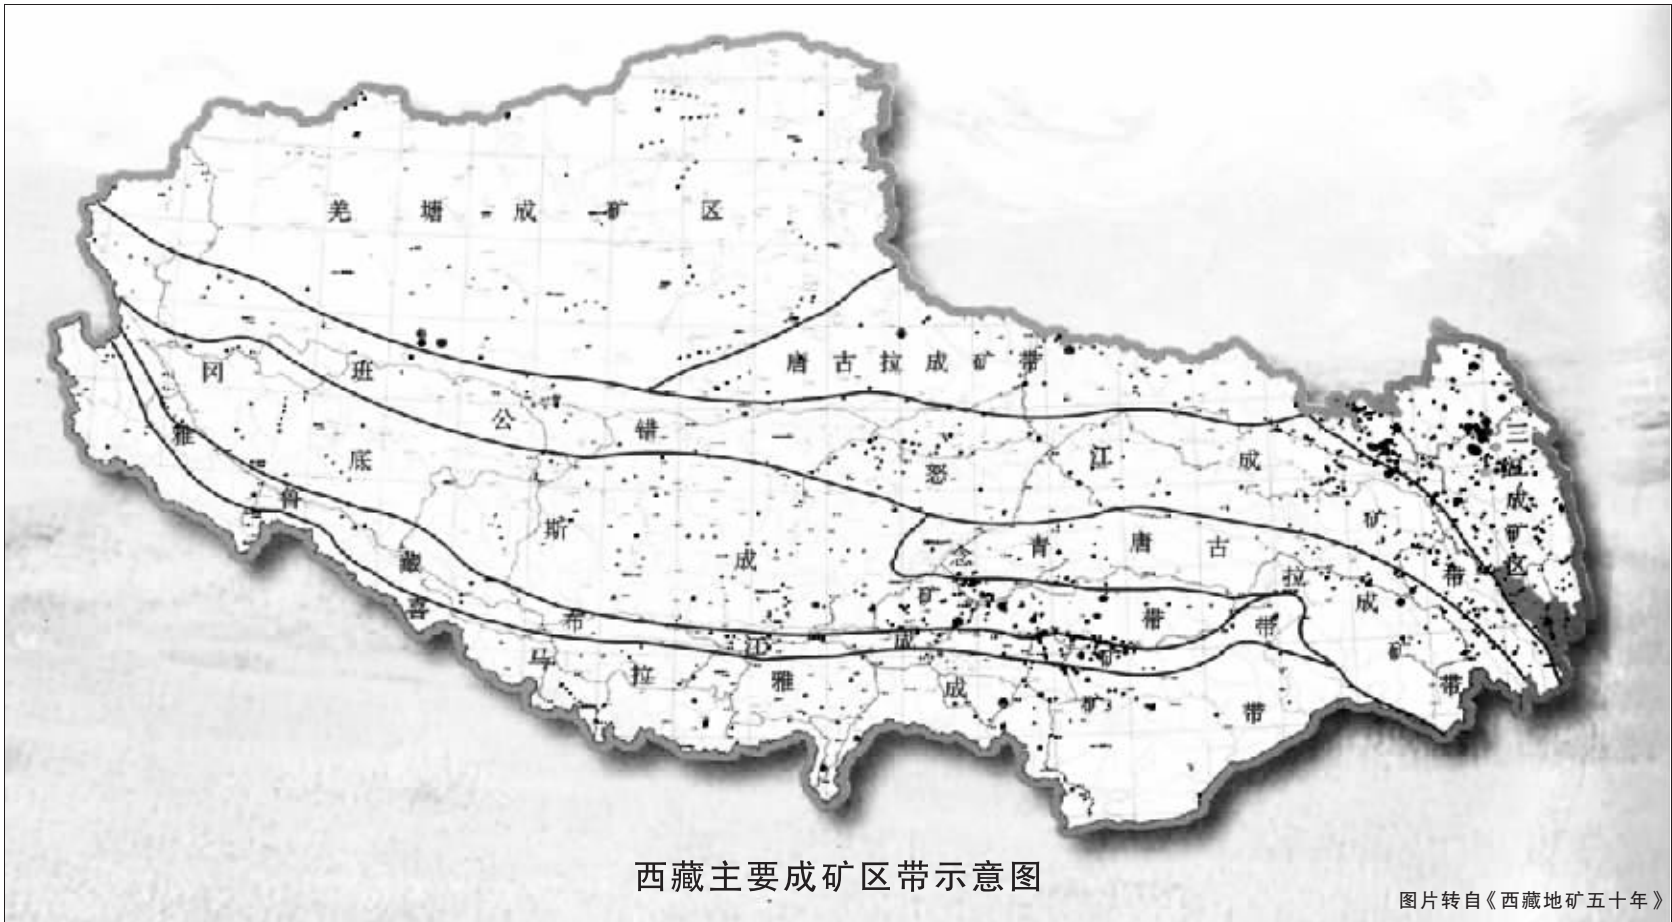 羌塘成矿区
唐古拉成矿带
班公错—怒江成矿带
三江成矿区
冈底斯成矿带
念青唐古拉成矿带
雅鲁藏布江成矿带
喜马拉雅成矿带
西藏主要成矿区带示意图
图片转自《西藏地矿五十年》